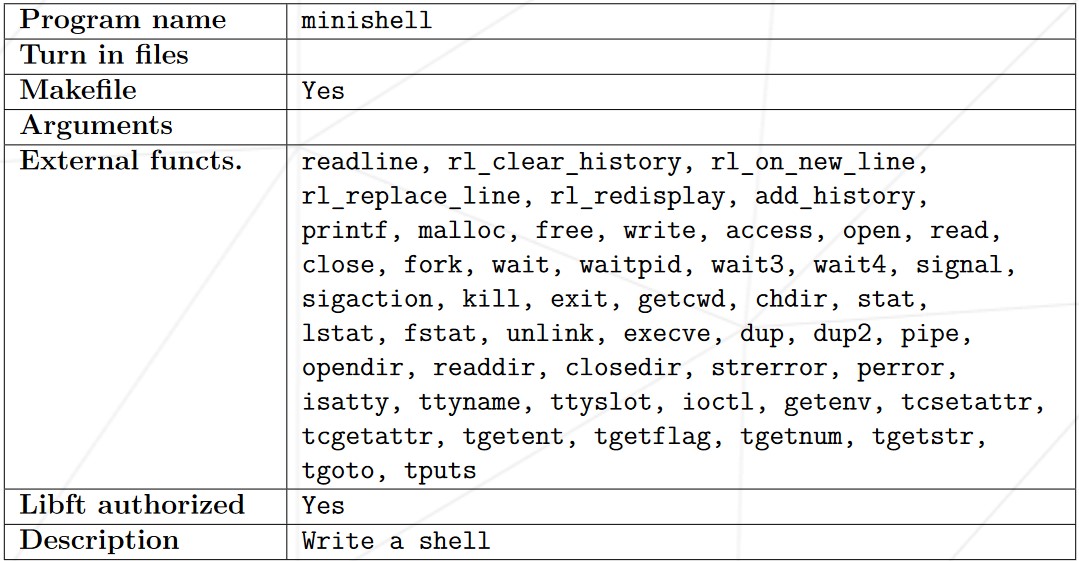 Program name minishell
Turn in files
Makefile Yes
Arguments
External functs. readline, rl_clear_history, rl_on_new_line,
rl_replace_line, rl_redisplay, add_history,
printf, malloc, free, write, access, open, read,
close, fork, wait, waitpid, wait3, wait4, signal,
sigaction, kill, exit, getcwd, chdir, stat,
lstat, fstat, unlink, execve, dup, dup2, pipe,
opendir, readdir, closedir, strerror, perror,
isatty, ttyname, ttyslot, ioctl, getenv, tcsetattr,
tcgetattr, tgetent, tgetflag, tgetnum, tgetstr,
tgoto, tputs
Libft authorized Yes
Description Write a shell